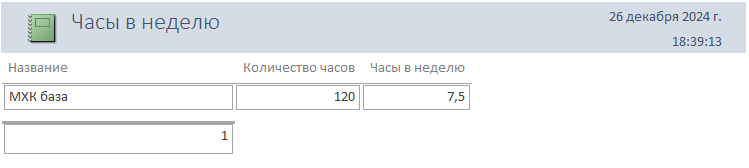 Часы в неделю
26 декабря 2024 г.
18:39:13
Название Количество часов Часы в неделю
МХК база 120 7,5
1